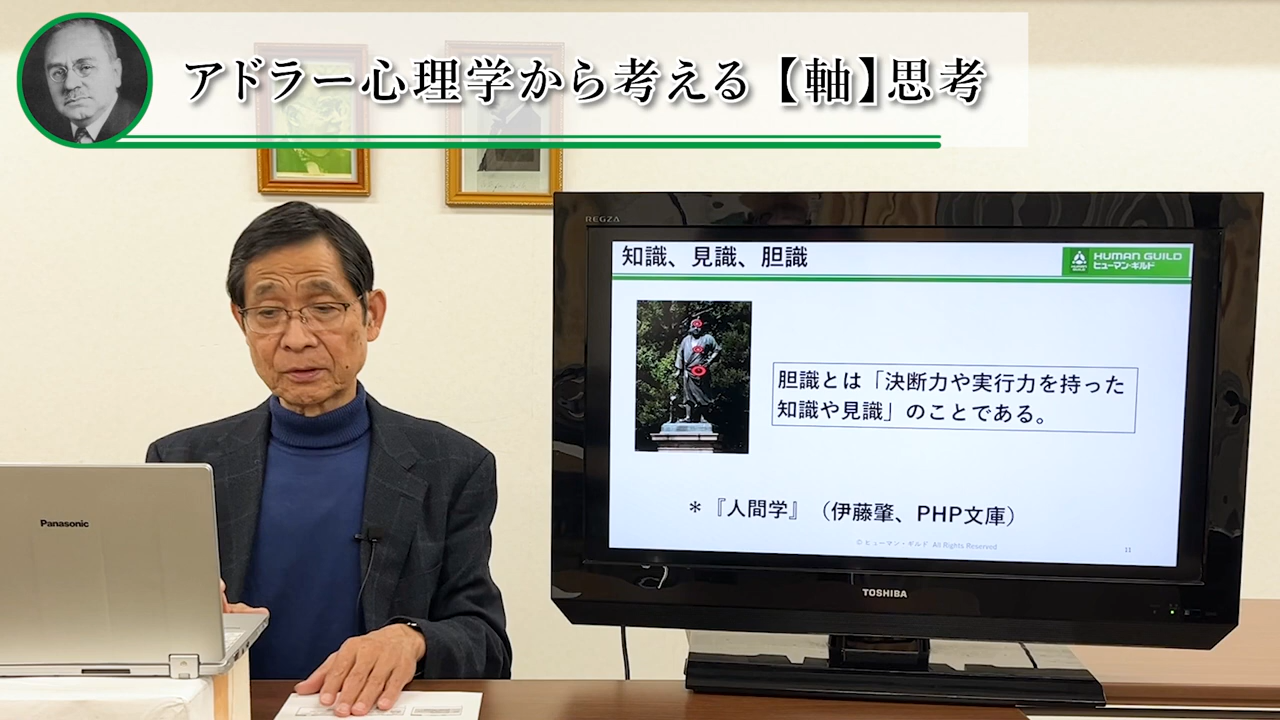 アドラー心理学から考える【軸】思考
REGZA
知識、見識、胆識
HUMAN GUILD
ヒューマン・ギルド
HUMAN
GUILD
胆識とは「決断力や実行力を持った
知識や見識」のことである。
＊『人間学』（伊藤肇、PHP文庫）
© ヒューマン・ギルド All Rights Reserved
11
TOSHIBA
Panasonic